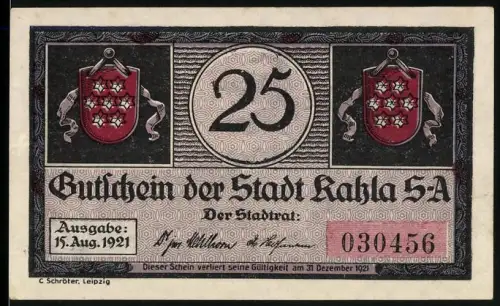 25
Gutschein der Stadt Kahla S-A
Der Stadtrat:
Ausgabe:
15. Aug. 1921
030456
Dieser Schein verliert seine Gültigkeit am 31 Dezember 1921
C. Schröter, Leipzig